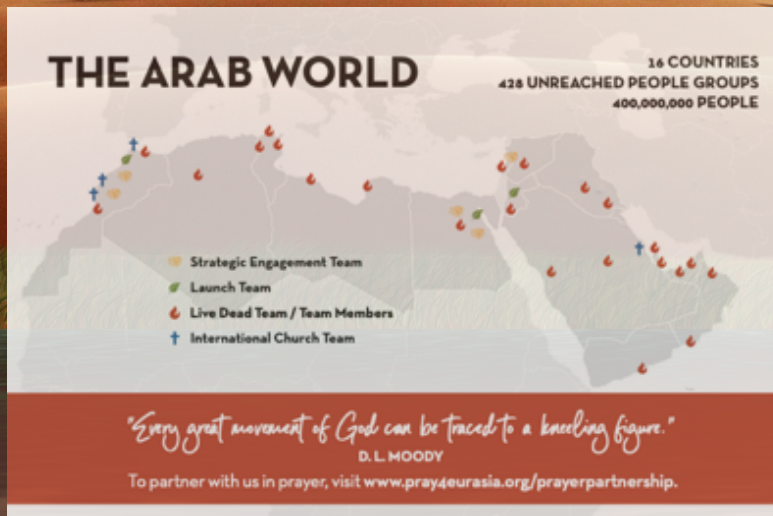 THE ARAB WORLD
16 COUNTRIES
428 UNREACHED PEOPLE GROUPS
400,000,000 PEOPLE
Strategic Engagement Team
Launch Team
Live Dead Team / Team Members
International Church Team
"Every great movement of God can be traced to a kneeling figure."
D. L. MOODY
To partner with us in prayer, visit www.pray4eurasia.org/prayerpartnership.